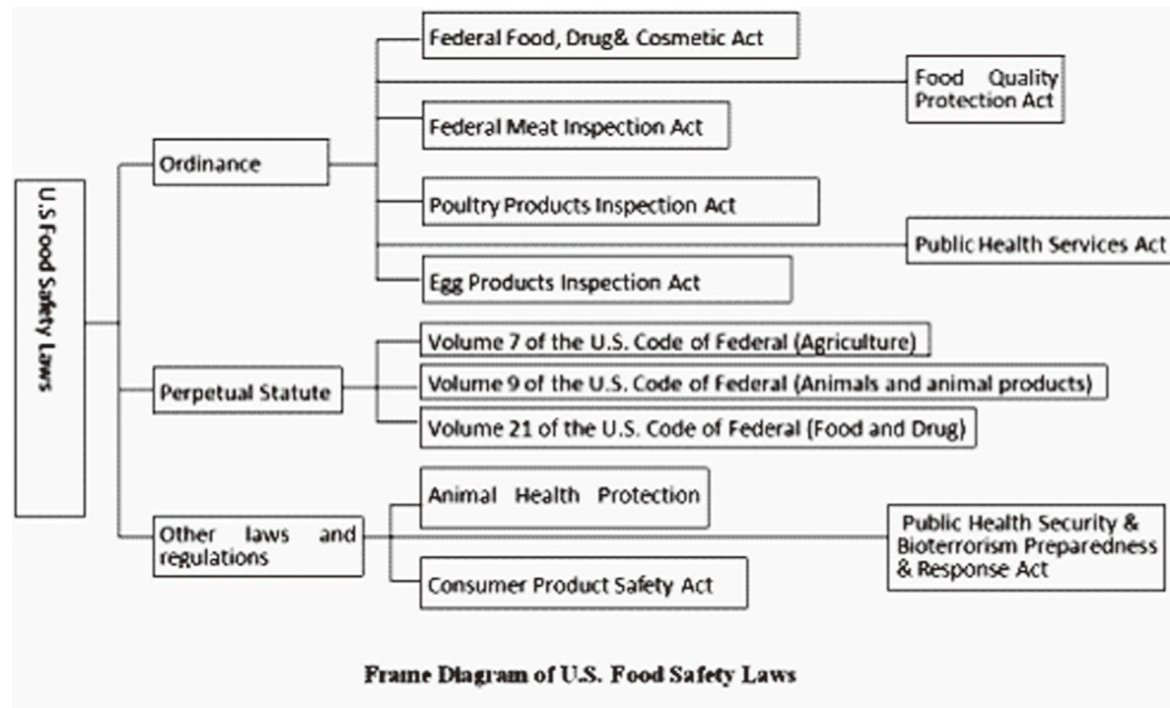 Federal Food, Drug& Cosmetic Act
Food Quality
Protection Act
Federal Meat Inspection Act
Ordinance
Poultry Products Inspection Act
Public Health Services Act
Egg Products Inspection Act
U.S Food Safety Laws
Volume 7 of the U.S. Code of Federal (Agriculture)
Perpetual Statute
Volume 9 of the U.S. Code of Federal (Animals and animal products)
Volume 21 of the U.S. Code of Federal (Food and Drug)
Animal Health Protection
Other laws and
regulations
Public Health Security &
Bioterrorism Preparedness
& Response Act
Consumer Product Safety Act
Frame Diagram of U.S. Food Safety Laws